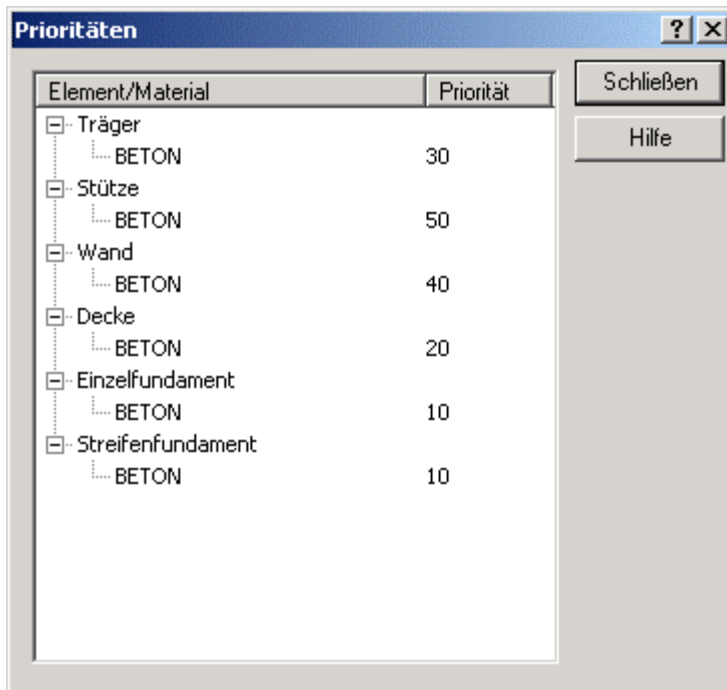 Prioritäten
Element/Material Priorität
Träger
BETON 30
Stütze
BETON 50
Wand
BETON 40
Decke
BETON 20
Einzelfundament
BETON 10
Streifenfundament
BETON 10
Schließen
Hilfe